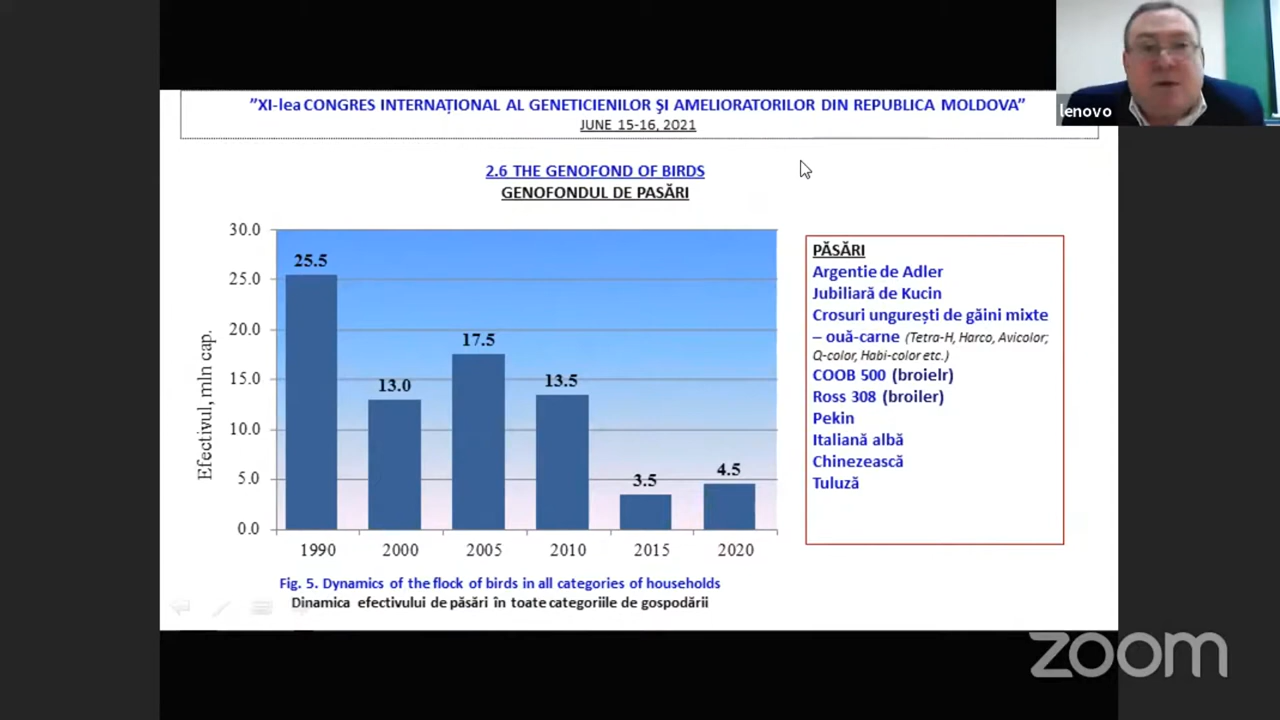 ”XI-lea CONGRES INTERNAȚIONAL AL GENETICIENILOR ȘI AMELIORATORILOR DIN REPUBLICA MOLDOVA”
JUNE 15-16, 2021
lenovo
2.6 THE GENOFOND OF BIRDS
GENOFONDUL DE PASĂRI
Efectivul, mln cap.
30.0
25.0
20.0
15.0
10.0
5.0
0.0
25.5
13.0
17.5
13.5
3.5
4.5
1990
2000
2005
2010
2015
2020
Fig. 5. Dynamics of the flock of birds in all categories of households
Dinamica efectivului de păsări în toate categoriile de gospodării
PĂSĂRI
Argentie de Adler
Jubiliară de Kucin
Crosuri ungurești de găini mixte
– ouă-carne (Tetra-H, Harco, Avicolor;
Q-color, Habi-color etc.)
COOB 500 (broielr)
Ross 308 (broiler)
Pekin
Italiană albă
Chinezească
Tuluză
zoom